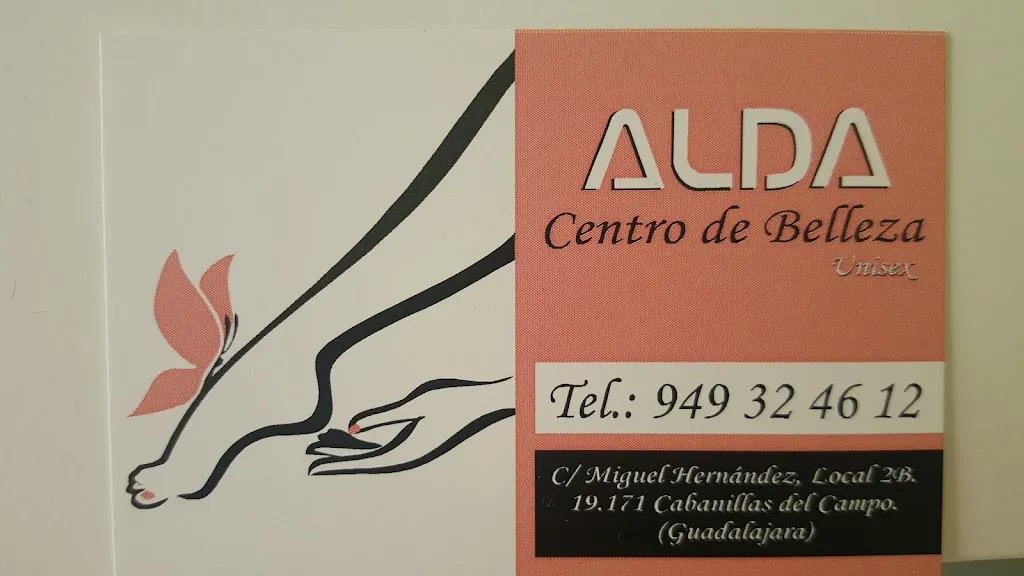 ALDA
Centro de Belleza
Unisex
Tel.: 949 32 46 12
C/ Miguel Hernández, Local 2B.
19.171 Cabanillas del Campo.
(Guadalajara)